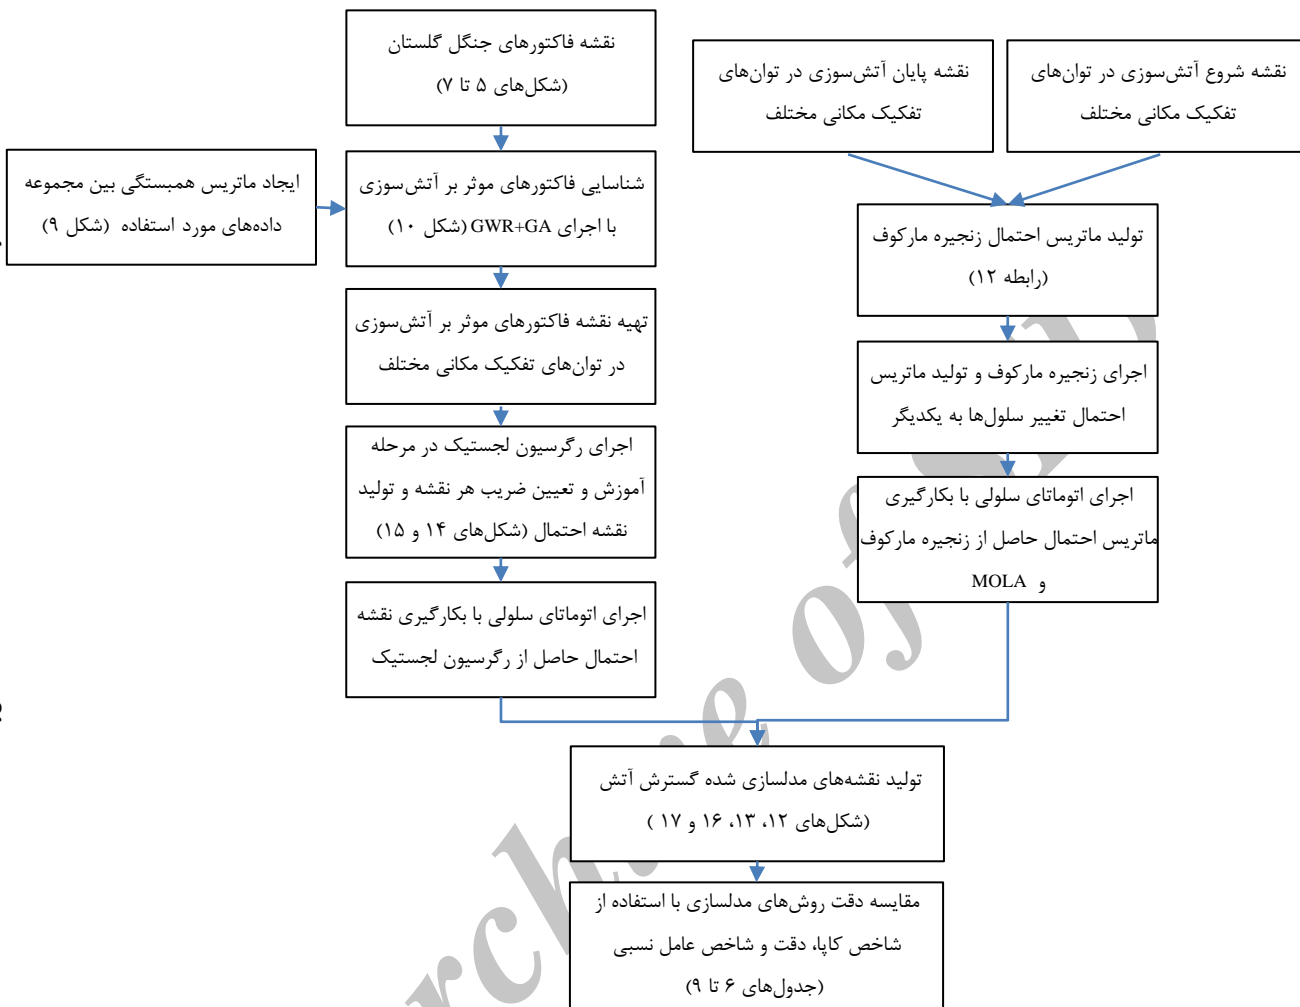 نقشه فاکتورهای جنگل گلستان
(شکل‌های ۵ تا ۷)
نقشه شروع آتش‌سوزی در توان‌های
تفکیک مکانی مختلف
نقشه پایان آتش‌سوزی در توان‌های
تفکیک مکانی مختلف
ایجاد ماتریس همبستگی بین مجموعه
داده‌های مورد استفاده (شکل ۹)
شناسایی فاکتورهای موثر بر آتش‌سوزی
با اجرای GWR+GA (شکل ۱۰)
تهیه نقشه فاکتورهای موثر بر آتش‌سوزی
در توان‌های تفکیک مکانی مختلف
اجرای رگرسیون لجستیک در مرحله
آموزش و تعیین ضریب هر نقشه و تولید
نقشه احتمال (شکل‌های ۱۴ و ۱۵)
اجرای اتوماتای سلولی با بکارگیری نقشه
احتمال حاصل از رگرسیون لجستیک
تولید ماتریس احتمال زنجیره مارکوف
(رابطه ۱۲)
اجرای زنجیره مارکوف و تولید ماتریس
احتمال تغییر سلول‌ها به یکدیگر
اجرای اتوماتای سلولی با بکارگیری
ماتریس احتمال حاصل از زنجیره مارکوف
و MOLA
تولید نقشه‌های مدلسازی شده گسترش آتش
(شکل‌های ۱۲، ۱۳، ۱۶ و ۱۷ )
مقایسه دقت روش‌های مدلسازی با استفاده از
شاخص کاپا، دقت و شاخص عامل نسبی
(جدول‌های ۶ تا ۹)